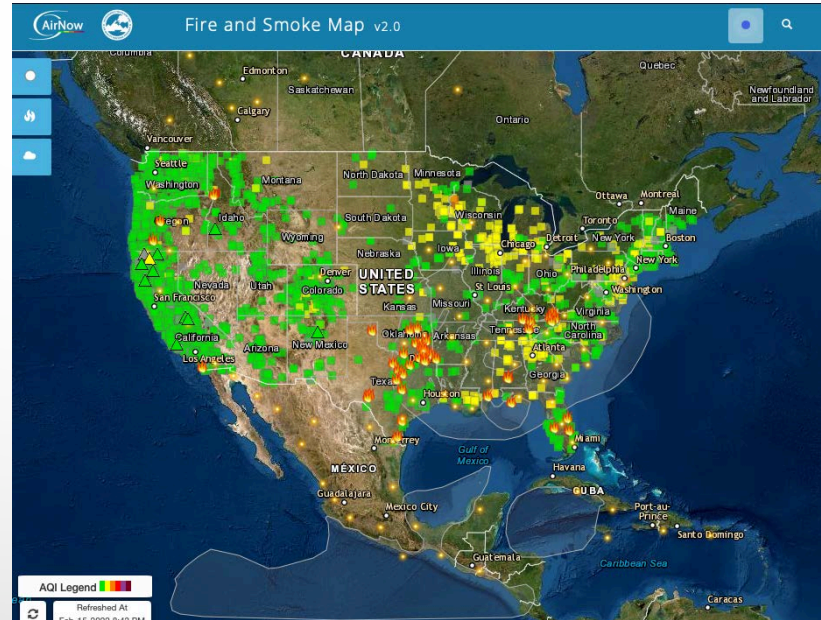 AirNow
Fire and Smoke Map v2.0
Columbia
CANADA
Quebec
Edmonton
Saskatchewan
Newfoundland
and Labrador
Calgary
Ontario
Vancouver
Seattle
Washington
Montana
North Dakota
Minnesota
Ottawa
Montreal
Maine
Oregon
Idaho
South Dakota
Wisconsin
Toronto
Wyoming
Detroit
New York
Boston
Iowa
Chicago
Nebraska
New York
Nevada
Utah
Denver
UNITED
STATES
Illinois
Ohio
Philadelphia
Colorado
St Louis
Washington
San Francisco
Kansas
Missouri
Kentucky
Virginia
California
Oklahoma
Tennessee
North
Carolina
Arizona
New Mexico
Arkansas
Los Angeles
Atlanta
Texas
Georgia
Houston
Monterrey
Gulf of
Mexico
Miami
MÉXICO
Havana
CUBA
Guadalajara
Mexico City
Port-au-
Prince
Santo Domingo
Guatemala
Caribbean Sea
AQI Legend
Caracas
Refreshed At